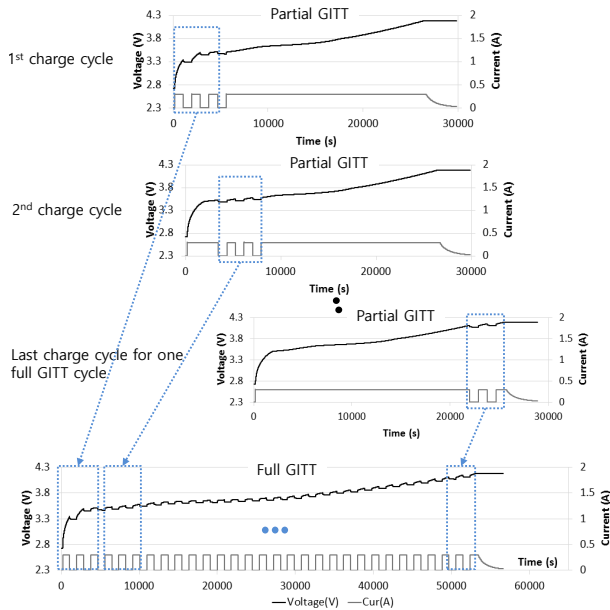 Partial GITT
1st charge cycle
Voltage (V)
4.3
3.8
3.3
2.8
2.3
2
1.5
1
0.5
0
Current (A)
0 10000 20000 30000
Time (s)
Partial GITT
2nd charge cycle
Voltage (V)
4.3
3.8
3.3
2.8
2.3
2
1.5
1
0.5
0
Current (A)
0 10000 20000 30000
Time (s)
Partial GITT
Last charge cycle for one
full GITT cycle
Voltage (V)
4.3
3.8
3.3
2.8
2.3
2
1.5
1
0.5
0
Current (A)
0 10000 20000 30000
Time (s)
Full GITT
Voltage (V)
4.3
3.8
3.3
2.8
2.3
2
1.5
1
0.5
0
Current (A)
Time (s)
0 10000 20000 30000 40000 50000 60000
Voltage(V) Cur(A)